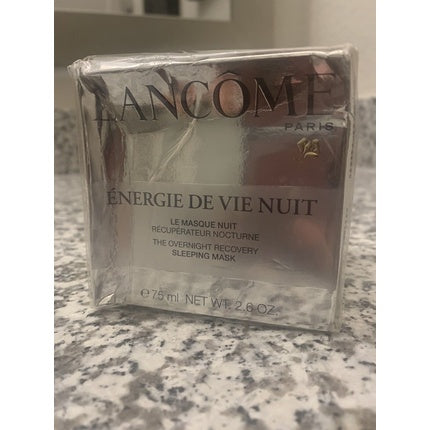 LANCÔME
PARIS
ÉNERGIE DE VIE NUIT
LE MASQUE NUIT
RÉCUPÉRATEUR NOCTURNE
THE OVERNIGHT RECOVERY
SLEEPING MASK
℮ 75 ml NET WT. 2.6 OZ.